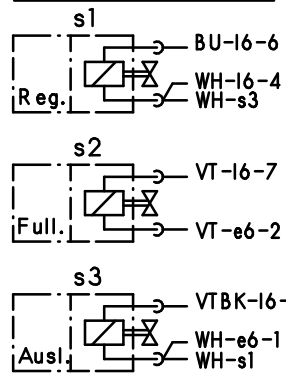 s1
BU-16-6
WH-16-4
Reg.
WH-s3
s2
VT-16-7
Full.
VT-e6-2
s3
VTBK-16-
WH-e6-1
Ausl.
WH-s1